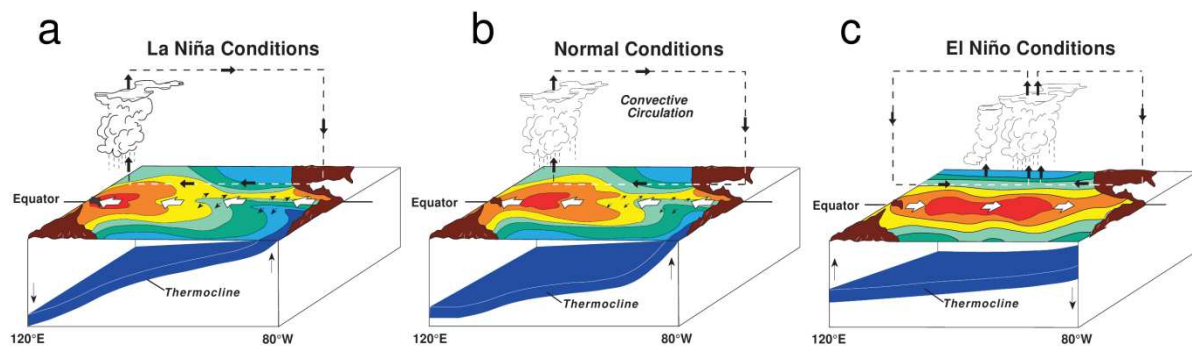 a
La Niña Conditions
Equator
Thermocline
120°E
80°W
b
Normal Conditions
Convective
Circulation
Equator
Thermocline
120°E
80°W
c
El Niño Conditions
Equator
Thermocline
120°E
80°W